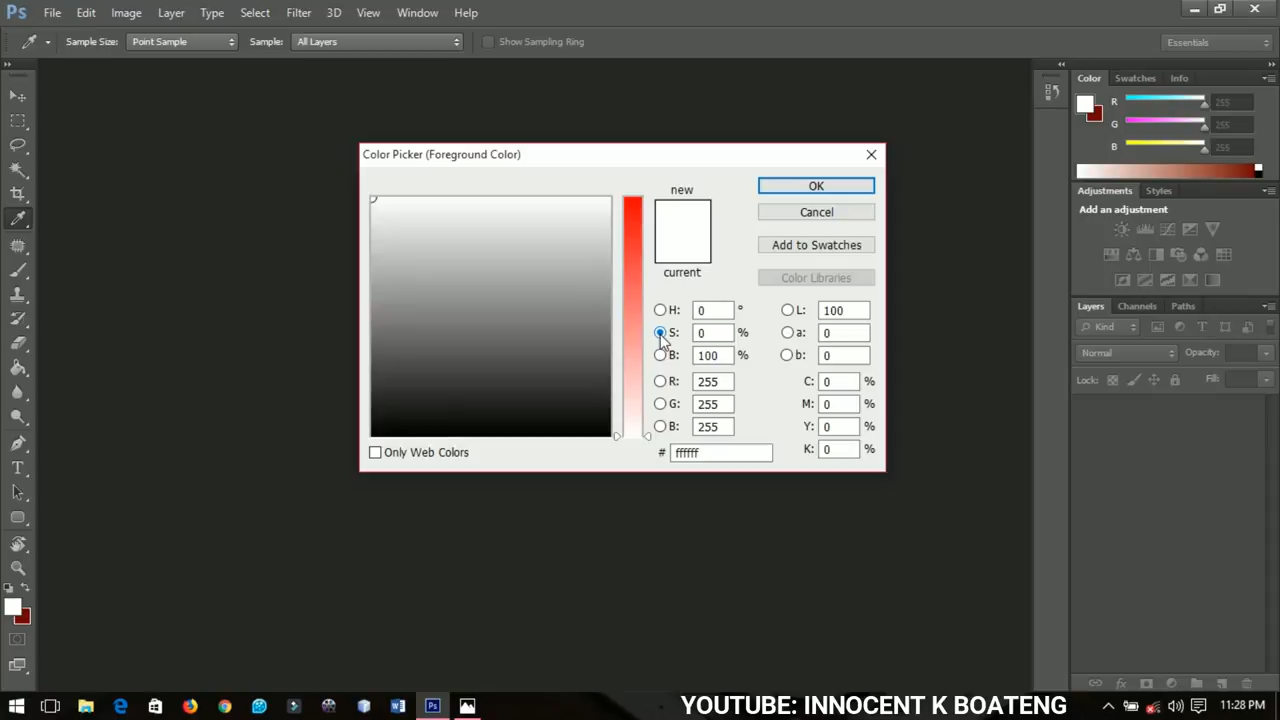 Ps File Edit Image Layer Type Select Filter 3D View Window Help
Sample Size: Point Sample Sample: All Layers Show Sampling Ring Essentials
Color Swatches Info
R 255
G 255
B 255
Adjustments Styles
Add an adjustment
Layers Channels Paths
Kind
Normal Opacity:
Lock: Fill:
Color Picker (Foreground Color)
new
current
OK
Cancel
Add to Swatches
Color Libraries
H: 0 ° L: 100
S: 0 % a: 0
B: 100 % b: 0
R: 255 C: 0 %
G: 255 M: 0 %
B: 255 Y: 0 %
# ffffff K: 0 %
Only Web Colors
YOUTUBE: INNOCENT K BOATENG
11:28 PM